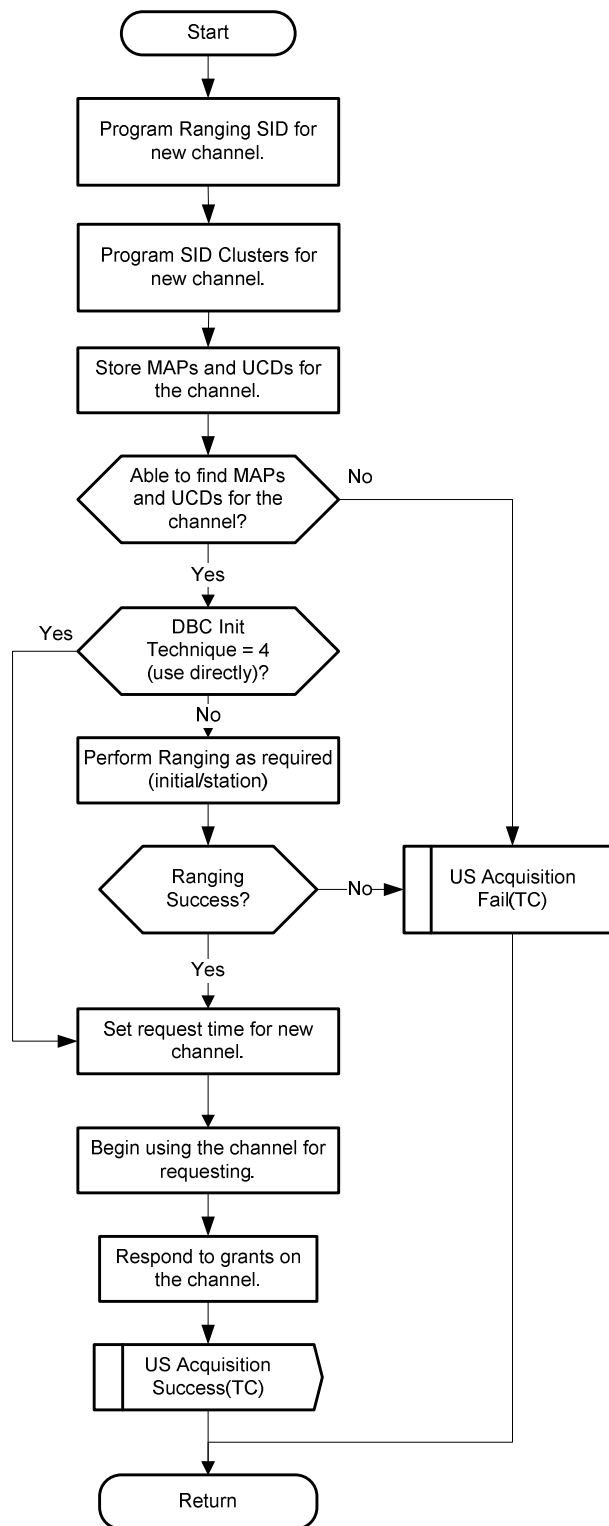 Start
Program Ranging SID for
new channel.
Program SID Clusters for
new channel.
Store MAPs and UCDs for
the channel.
Able to find MAPs
and UCDs for the
channel?
No
Yes
DBC Init
Technique = 4
(use directly)?
Yes
No
Perform Ranging as required
(initial/station)
Ranging
Success?
No
US Acquisition
Fail(TC)
Yes
Set request time for new
channel.
Begin using the channel for
requesting.
Respond to grants on
the channel.
US Acquisition
Success(TC)
Return